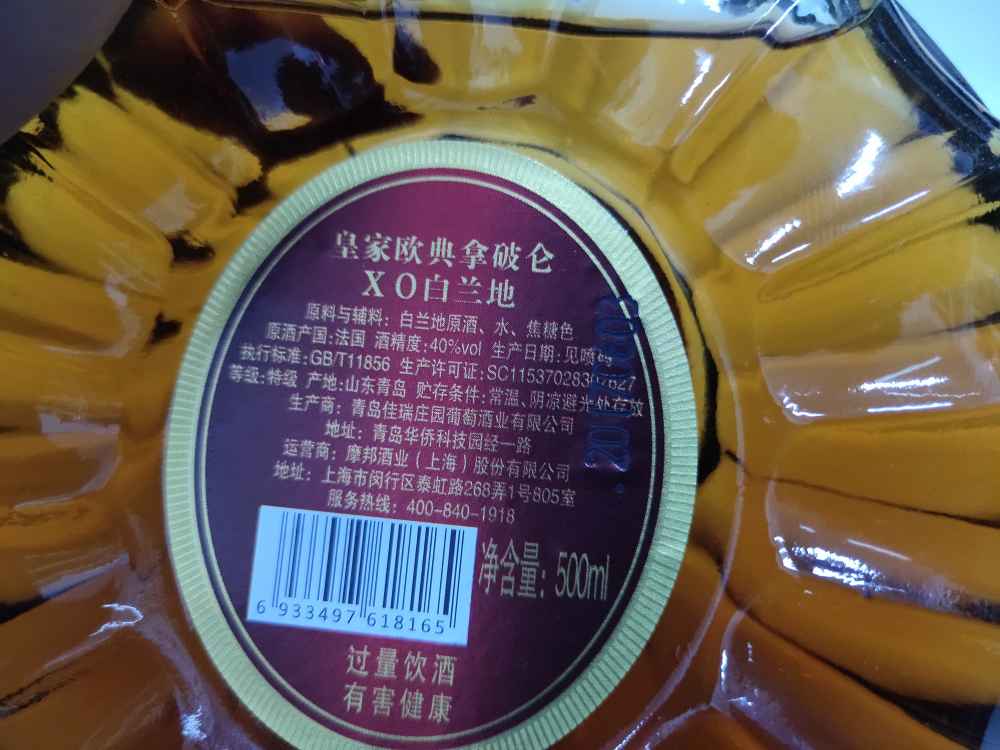 皇家欧典拿破仑
XO白兰地
原料与辅料：白兰地原酒、水、焦糖色
原酒产国：法国 酒精度：40%vol 生产日期：见喷码
执行标准：GB/T11856 生产许可证：SC115370283
等级：特级 产地：山东青岛 贮存条件：常温、阴凉避光处存放
生产商：青岛佳瑞庄园葡萄酒业有限公司
地址：青岛华侨科技园经一路
运营商：摩邦酒业（上海）股份有限公司
地址：上海市闵行区泰虹路268弄1号805室
服务热线：400-840-1918
净含量：500ml
6 933497 618165
过量饮酒
有害健康